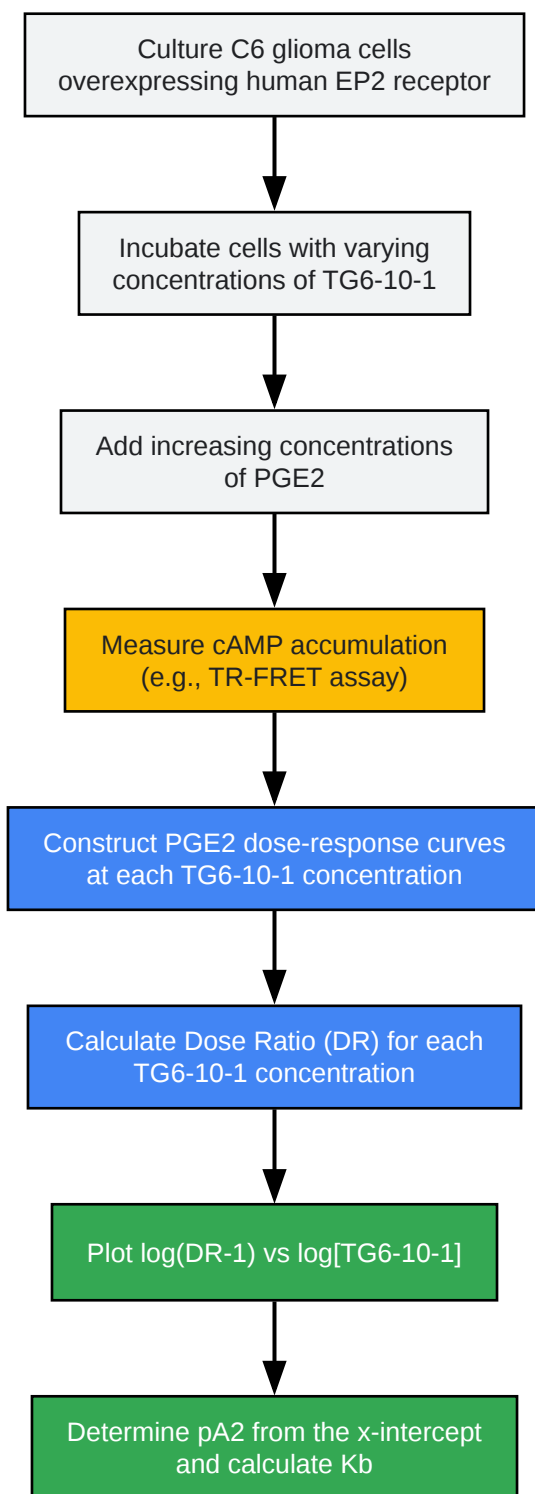 Culture C6 glioma cells
overexpressing human EP2 receptor
Incubate cells with varying
concentrations of TG6-10-1
Add increasing concentrations
of PGE2
Measure cAMP accumulation
(e.g., TR-FRET assay)
Construct PGE2 dose-response curves
at each TG6-10-1 concentration
Calculate Dose Ratio (DR) for each
TG6-10-1 concentration
Plot log(DR-1) vs log[TG6-10-1]
Determine pA2 from the x-intercept
and calculate Kb